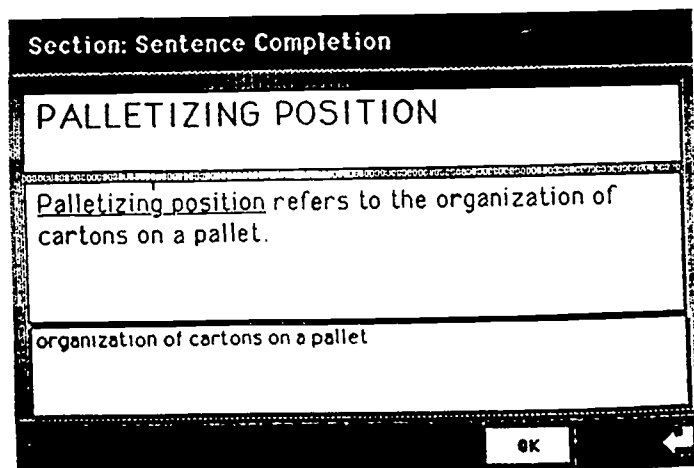 Section: Sentence Completion
PALLETIZING POSITION
Palletizing position refers to the organization of
cartons on a pallet.
organization of cartons on a pallet
OK